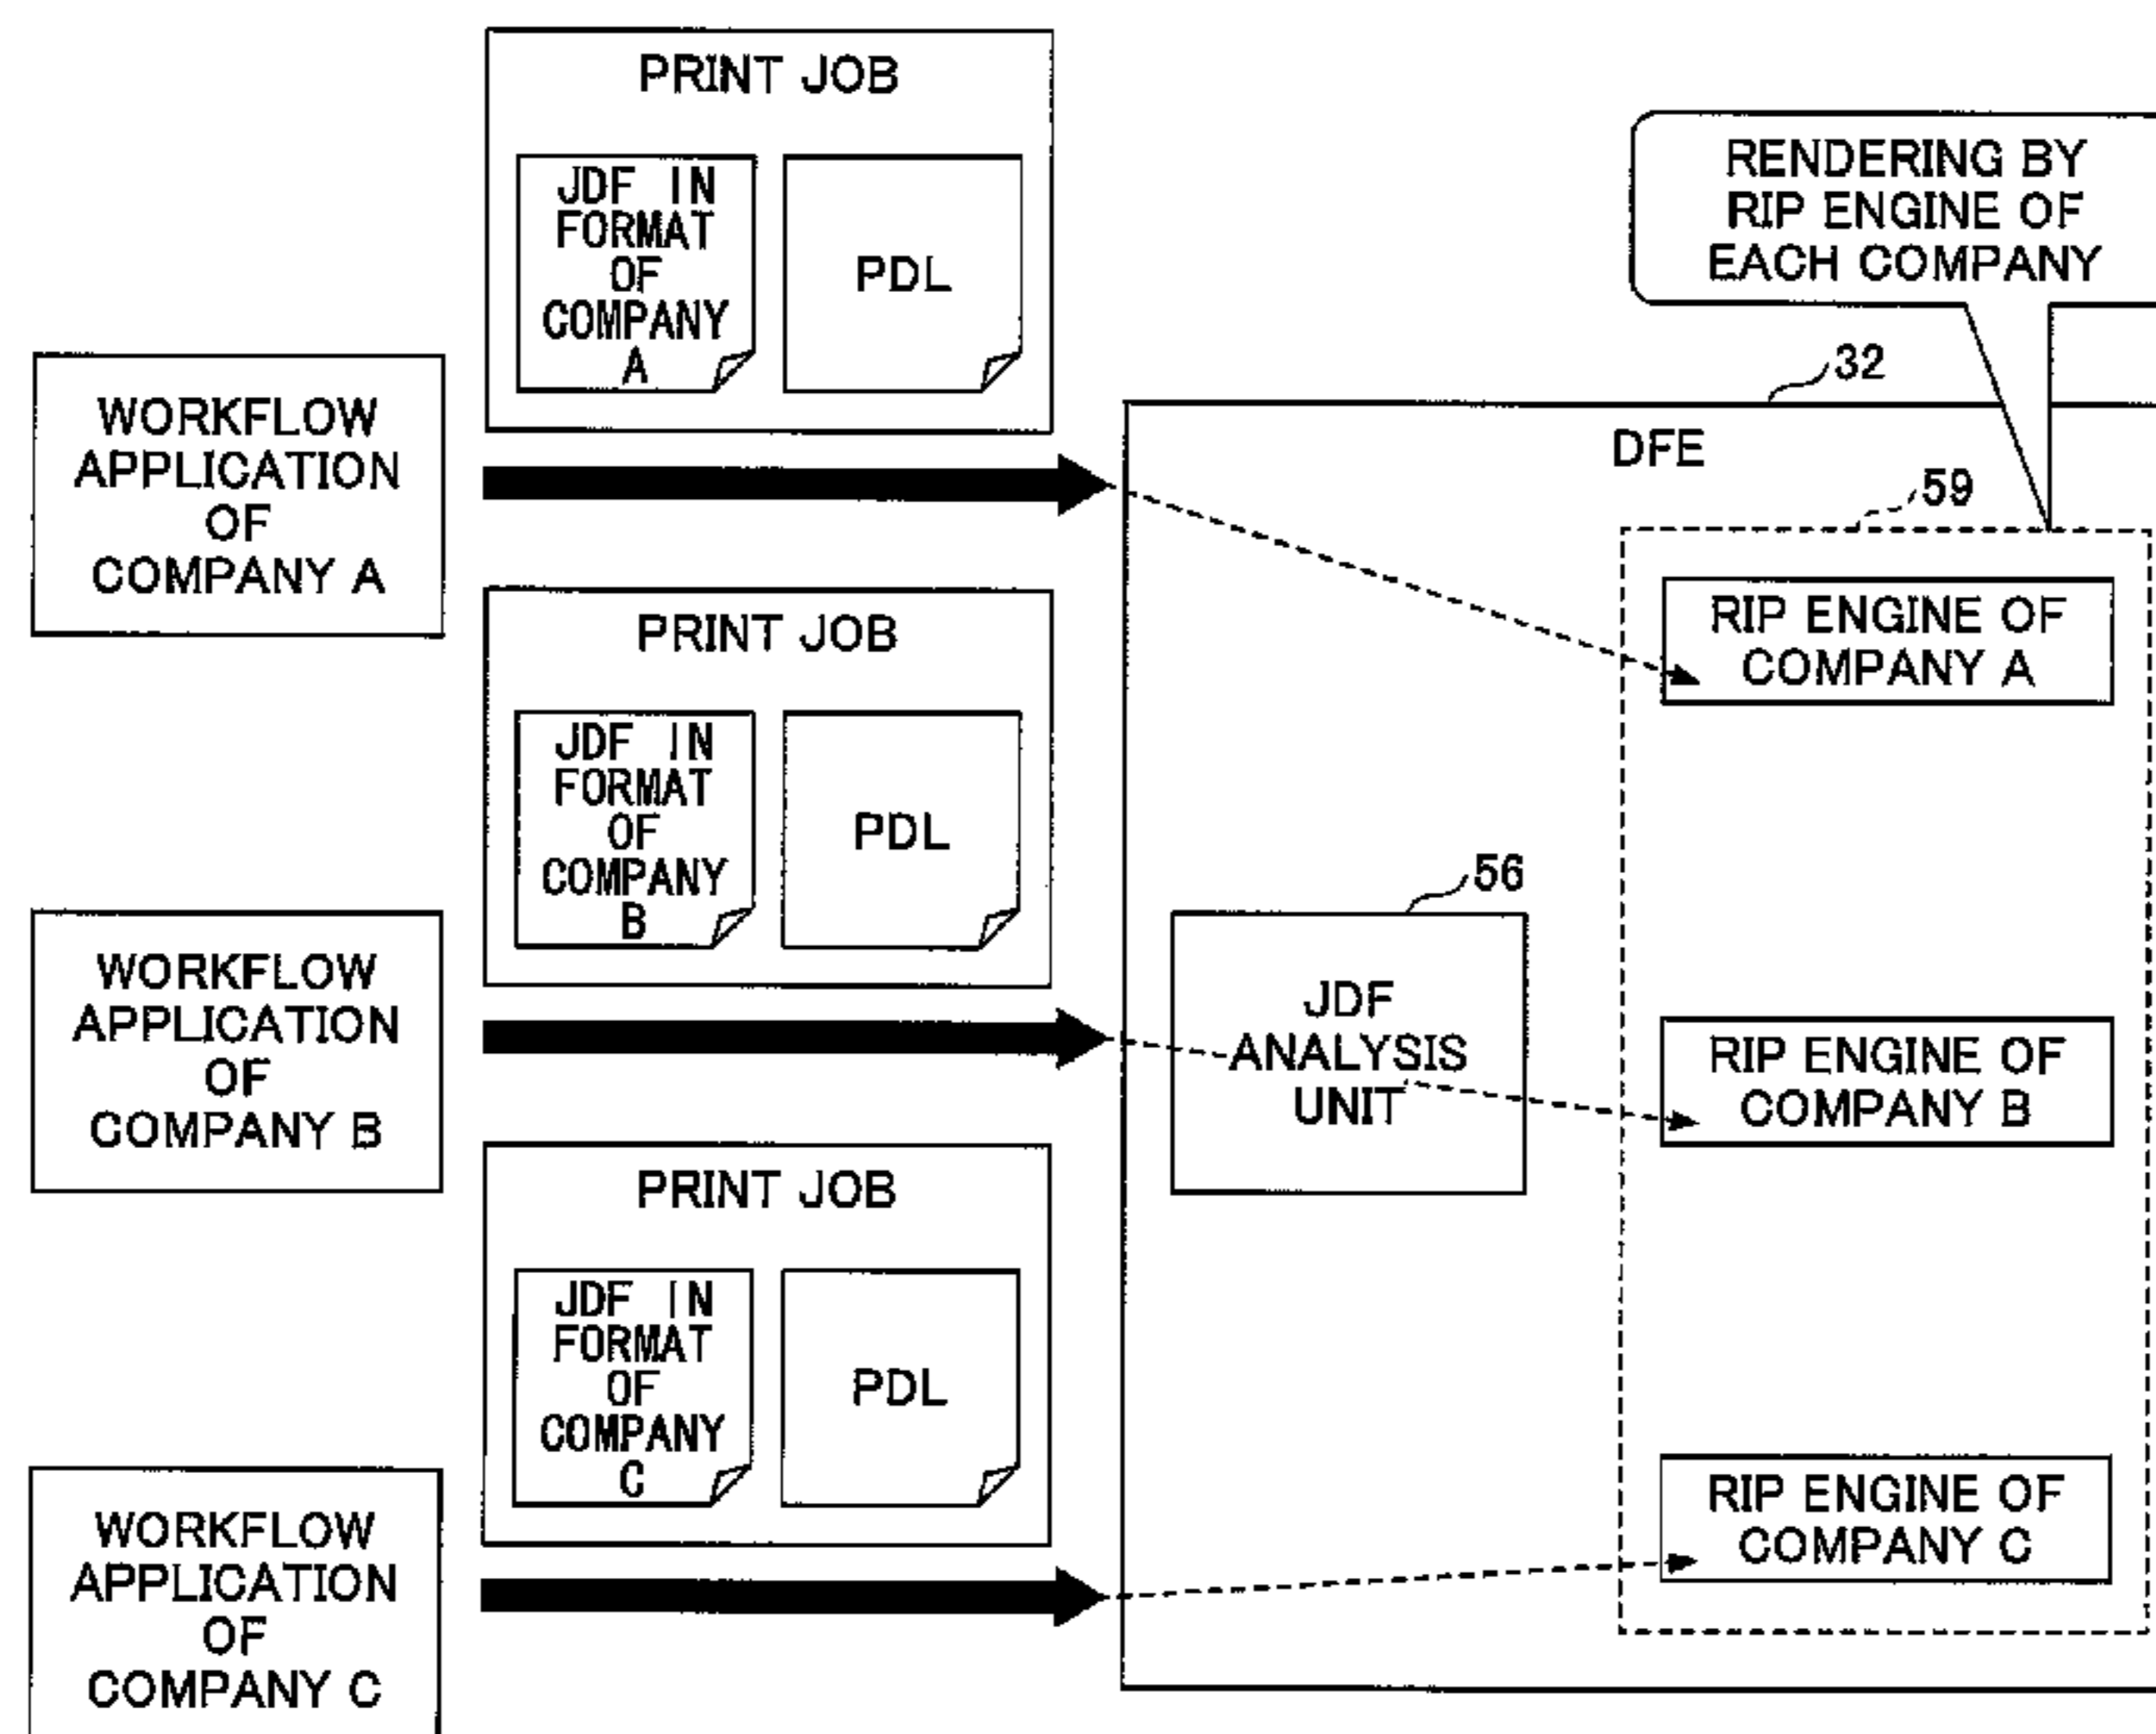 PRINT JOB
JDF IN
FORMAT
OF
COMPANY
A
PDL
RENDERING BY
RIP ENGINE OF
EACH COMPANY
WORKFLOW
APPLICATION
OF
COMPANY A
32
DFE
59
RIP ENGINE OF
COMPANY A
PRINT JOB
JDF IN
FORMAT
OF
COMPANY
B
PDL
56
JDF
ANALYSIS
UNIT
WORKFLOW
APPLICATION
OF
COMPANY B
RIP ENGINE OF
COMPANY B
PRINT JOB
JDF IN
FORMAT
OF
COMPANY
C
PDL
WORKFLOW
APPLICATION
OF
COMPANY C
RIP ENGINE OF
COMPANY C